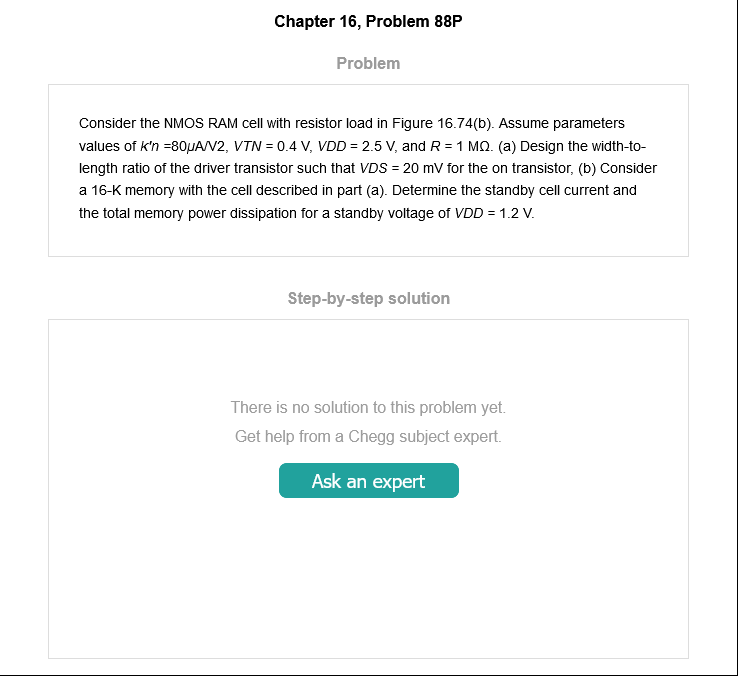 Chapter 16, Problem 88P
Problem
Consider the NMOS RAM cell with resistor load in Figure 16.74(b). Assume parameters
values of k'n =80μA/V2, VTN = 0.4 V, VDD = 2.5 V, and R = 1 MΩ. (a) Design the width-to-
length ratio of the driver transistor such that VDS = 20 mV for the on transistor, (b) Consider
a 16-K memory with the cell described in part (a). Determine the standby cell current and
the total memory power dissipation for a standby voltage of VDD = 1.2 V.
Step-by-step solution
There is no solution to this problem yet.
Get help from a Chegg subject expert.
Ask an expert